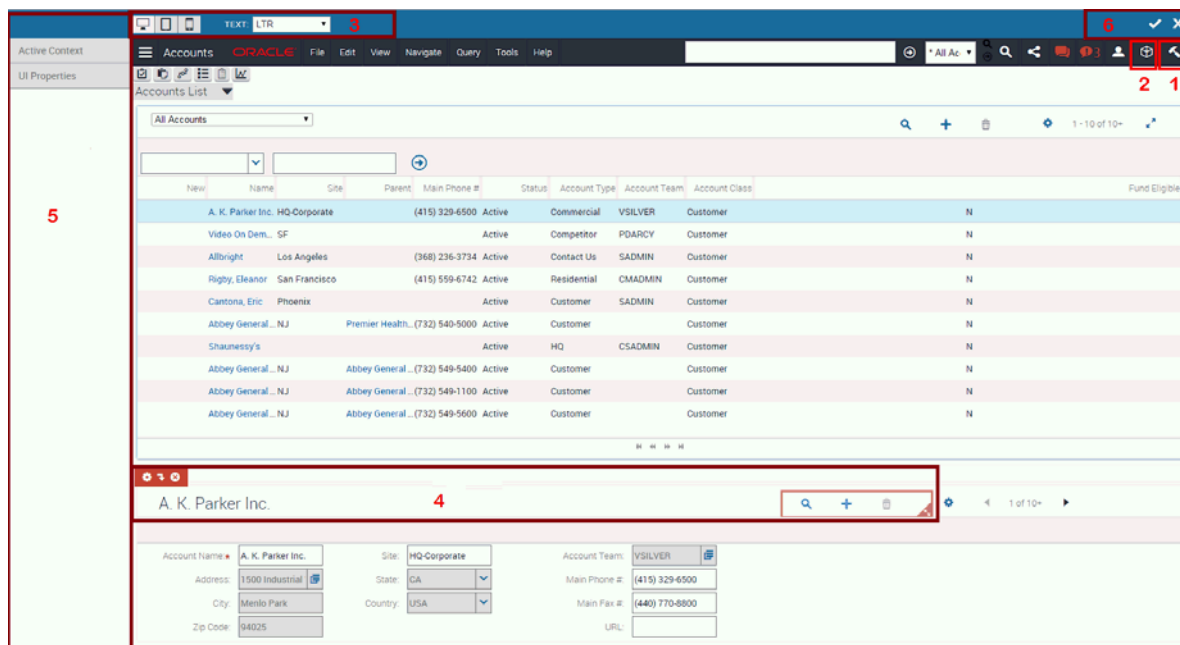 TEXT: LTR 3 6
Active Context
UI Properties
5
Accounts ORACLE File Edit View Navigate Query Tools Help * All Ac
2 1
Accounts List
All Accounts 1 - 10 of 10+
New Name Site Parent Main Phone # Status Account Type Account Team Account Class Fund Eligible
A. K. Parker Inc. HQ-Corporate (415) 329-6500 Active Commercial VSILVER Customer N
Video On Dem... SF Active Competitor PDARCY Customer N
Allbright Los Angeles (368) 236-3734 Active Contact Us SADMIN Customer N
Rigby, Eleanor San Francisco (415) 559-6742 Active Residential CMADMIN Customer N
Cantona, Eric Phoenix Active Customer SADMIN Customer N
Abbey General... NJ Premier Health... (732) 540-5000 Active Customer Customer N
Shaunessy's Active HQ CSADMIN Customer N
Abbey General... NJ Abbey General ... (732) 549-5400 Active Customer Customer N
Abbey General... NJ Abbey General ... (732) 549-1100 Active Customer Customer N
Abbey General... NJ Abbey General ... (732) 549-5600 Active Customer Customer N
4
A. K. Parker Inc. 1 of 10+
Account Name: A. K. Parker Inc. Site: HQ-Corporate Account Team: VSILVER
Address: 1500 Industrial State: CA Main Phone #: (415) 329-6500
City: Menlo Park Country: USA Main Fax #: (440) 770-8800
Zip Code: 94025 URL: